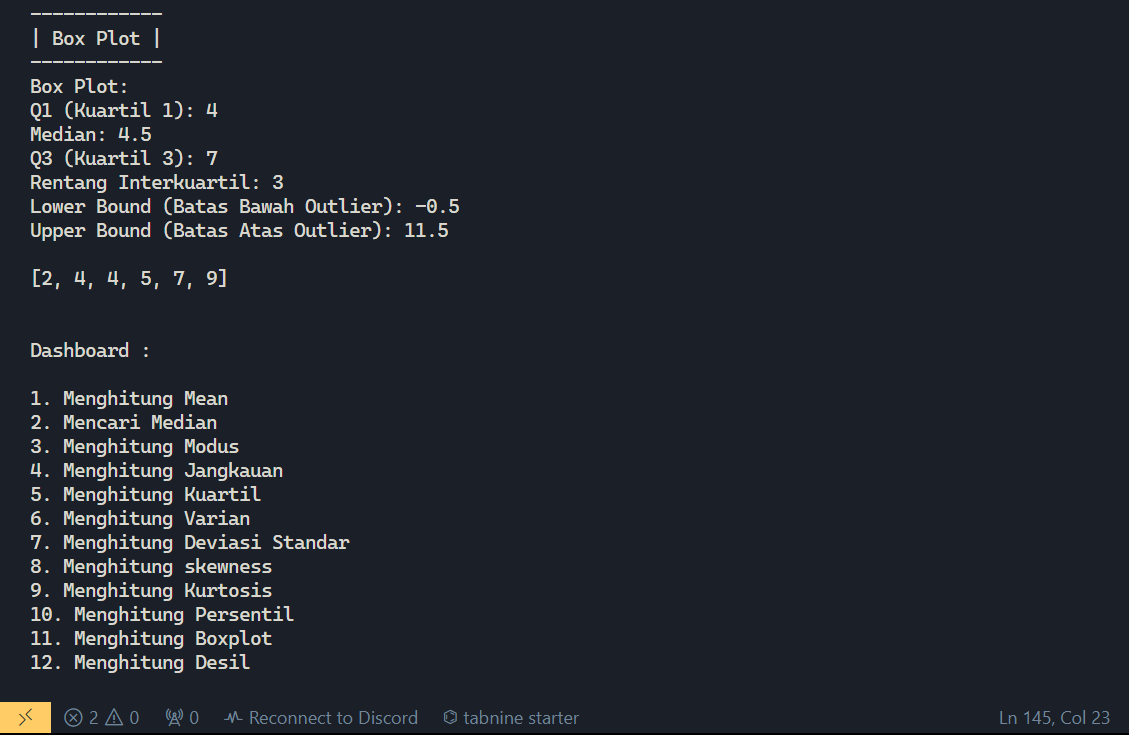 ------------
| Box Plot |
------------
Box Plot:
Q1 (Kuartil 1): 4
Median: 4.5
Q3 (Kuartil 3): 7
Rentang Interkuartil: 3
Lower Bound (Batas Bawah Outlier): -0.5
Upper Bound (Batas Atas Outlier): 11.5
[2, 4, 4, 5, 7, 9]
Dashboard :
1. Menghitung Mean
2. Mencari Median
3. Menghitung Modus
4. Menghitung Jangkauan
5. Menghitung Kuartil
6. Menghitung Varian
7. Menghitung Deviasi Standar
8. Menghitung skewness
9. Menghitung Kurtosis
10. Menghitung Persentil
11. Menghitung Boxplot
12. Menghitung Desil
2 0 0 Reconnect to Discord tabnine starter Ln 145, Col 23